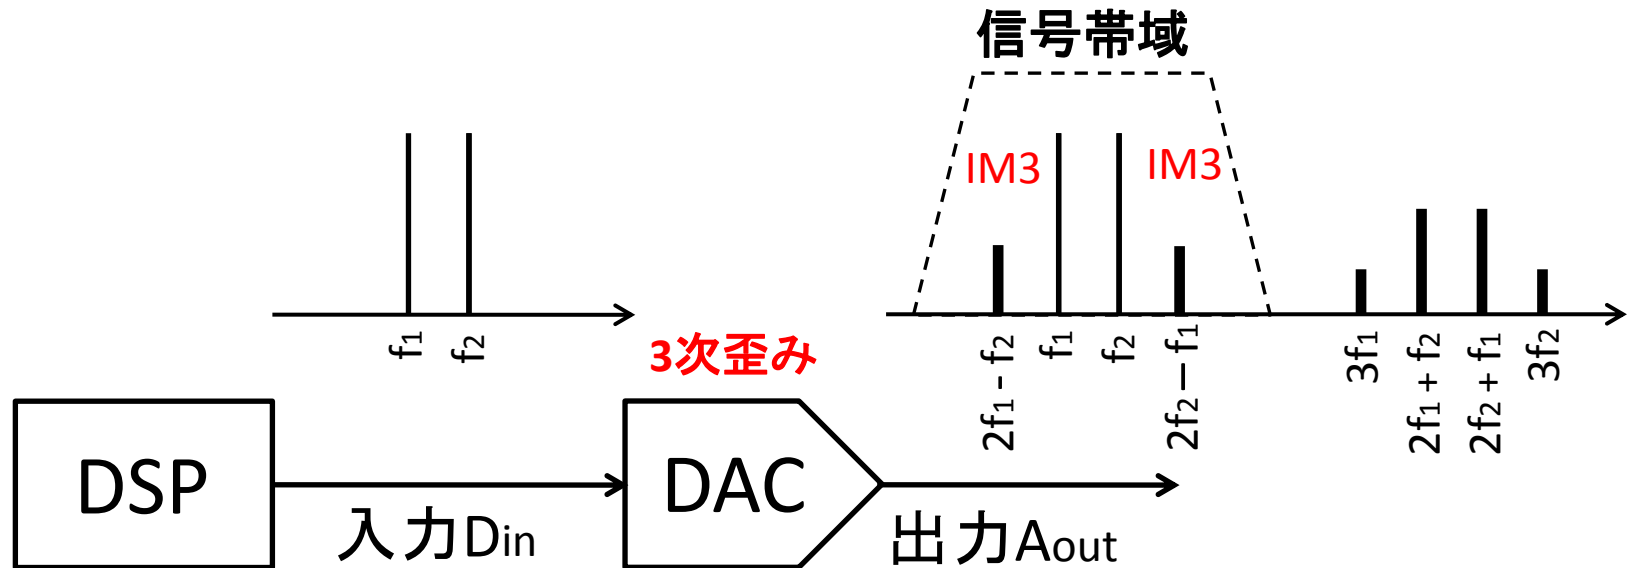 信号帯域
IM3
IM3
f1
f2
3次歪み
2f1 - f2
f1
f2
2f2 – f1
3f1
2f1 + f2
2f2 + f1
3f2
DSP
入力Din
DAC
出力Aout